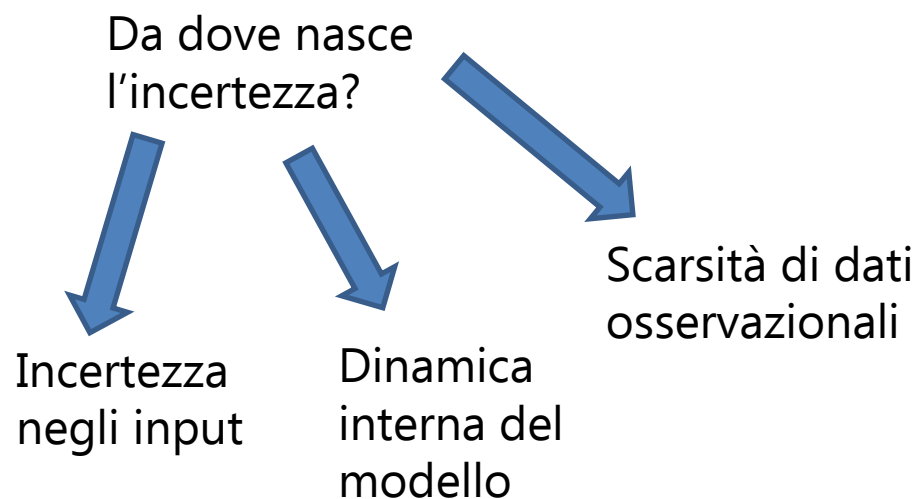 Da dove nasce
l'incertezza?
Incertezza
negli input
Dinamica
interna del
modello
Scarsità di dati
osservazionali